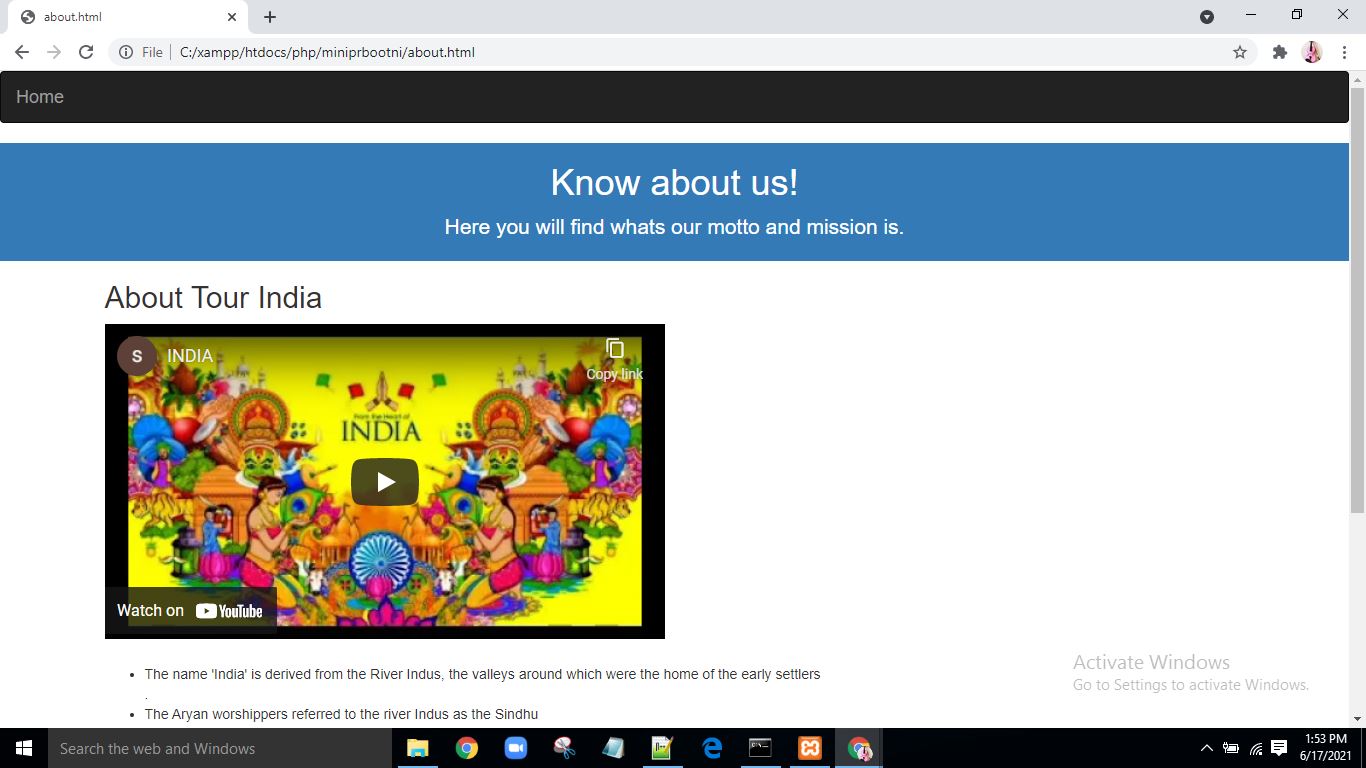 about.html
File
C:/xampp/htdocs/php/miniprbootni/about.html
Home
Know about us!
Here you will find whats our motto and mission is.
About Tour India
S
INDIA
Copy link
From the Heart of
INDIA
Watch on YouTube
• The name 'India' is derived from the River Indus, the valleys around which were the home of the early settlers
.
• The Aryan worshippers referred to the river Indus as the Sindhu
Activate Windows
Go to Settings to activate Windows.
Search the web and Windows
1:53 PM
6/17/2021